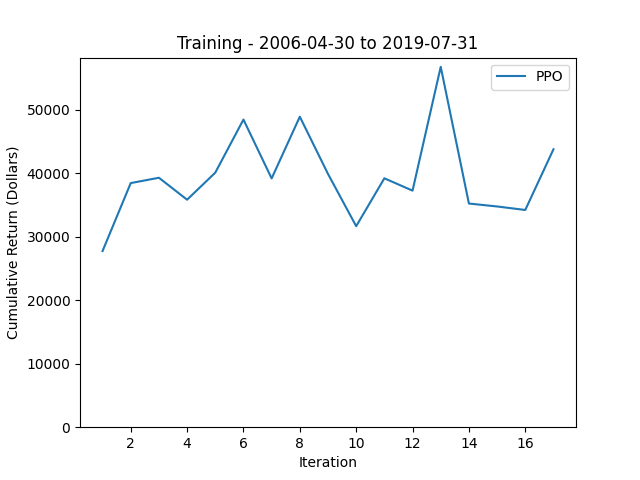 Training - 2006-04-30 to 2019-07-31
PPO
Cumulative Return (Dollars)
50000
40000
30000
20000
10000
0
2 4 6 8 10 12 14 16
Iteration